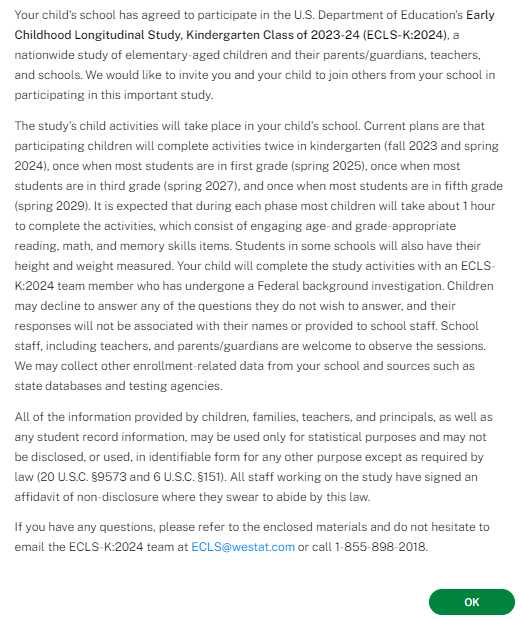 Your child's school has agreed to participate in the U.S. Department of Education's Early
Childhood Longitudinal Study, Kindergarten Class of 2023-24 (ECLS-K:2024), a
nationwide study of elementary-aged children and their parents/guardians, teachers,
and schools. We would like to invite you and your child to join others from your school in
participating in this important study.
The study's child activities will take place in your child's school. Current plans are that
participating children will complete activities twice in kindergarten (fall 2023 and spring
2024), once when most students are in first grade (spring 2025), once when most
students are in third grade (spring 2027), and once when most students are in fifth grade
(spring 2029). It is expected that during each phase most children will take about 1 hour
to complete the activities, which consist of engaging age- and grade-appropriate
reading, math, and memory skills items. Students in some schools will also have their
height and weight measured. Your child will complete the study activities with an ECLS-
K:2024 team member who has undergone a Federal background investigation. Children
may decline to answer any of the questions they do not wish to answer, and their
responses will not be associated with their names or provided to school staff. School
staff, including teachers, and parents/guardians are welcome to observe the sessions.
We may collect other enrollment-related data from your school and sources such as
state databases and testing agencies.
All of the information provided by children, families, teachers, and principals, as well as
any student record information, may be used only for statistical purposes and may not
be disclosed, or used, in identifiable form for any other purpose except as required by
law (20 U.S.C. §9573 and 6 U.S.C. §151). All staff working on the study have signed an
affidavit of non-disclosure where they swear to abide by this law.
If you have any questions, please refer to the enclosed materials and do not hesitate to
email the ECLS-K:2024 team at ECLS@westat.com or call 1-855-898-2018.
OK